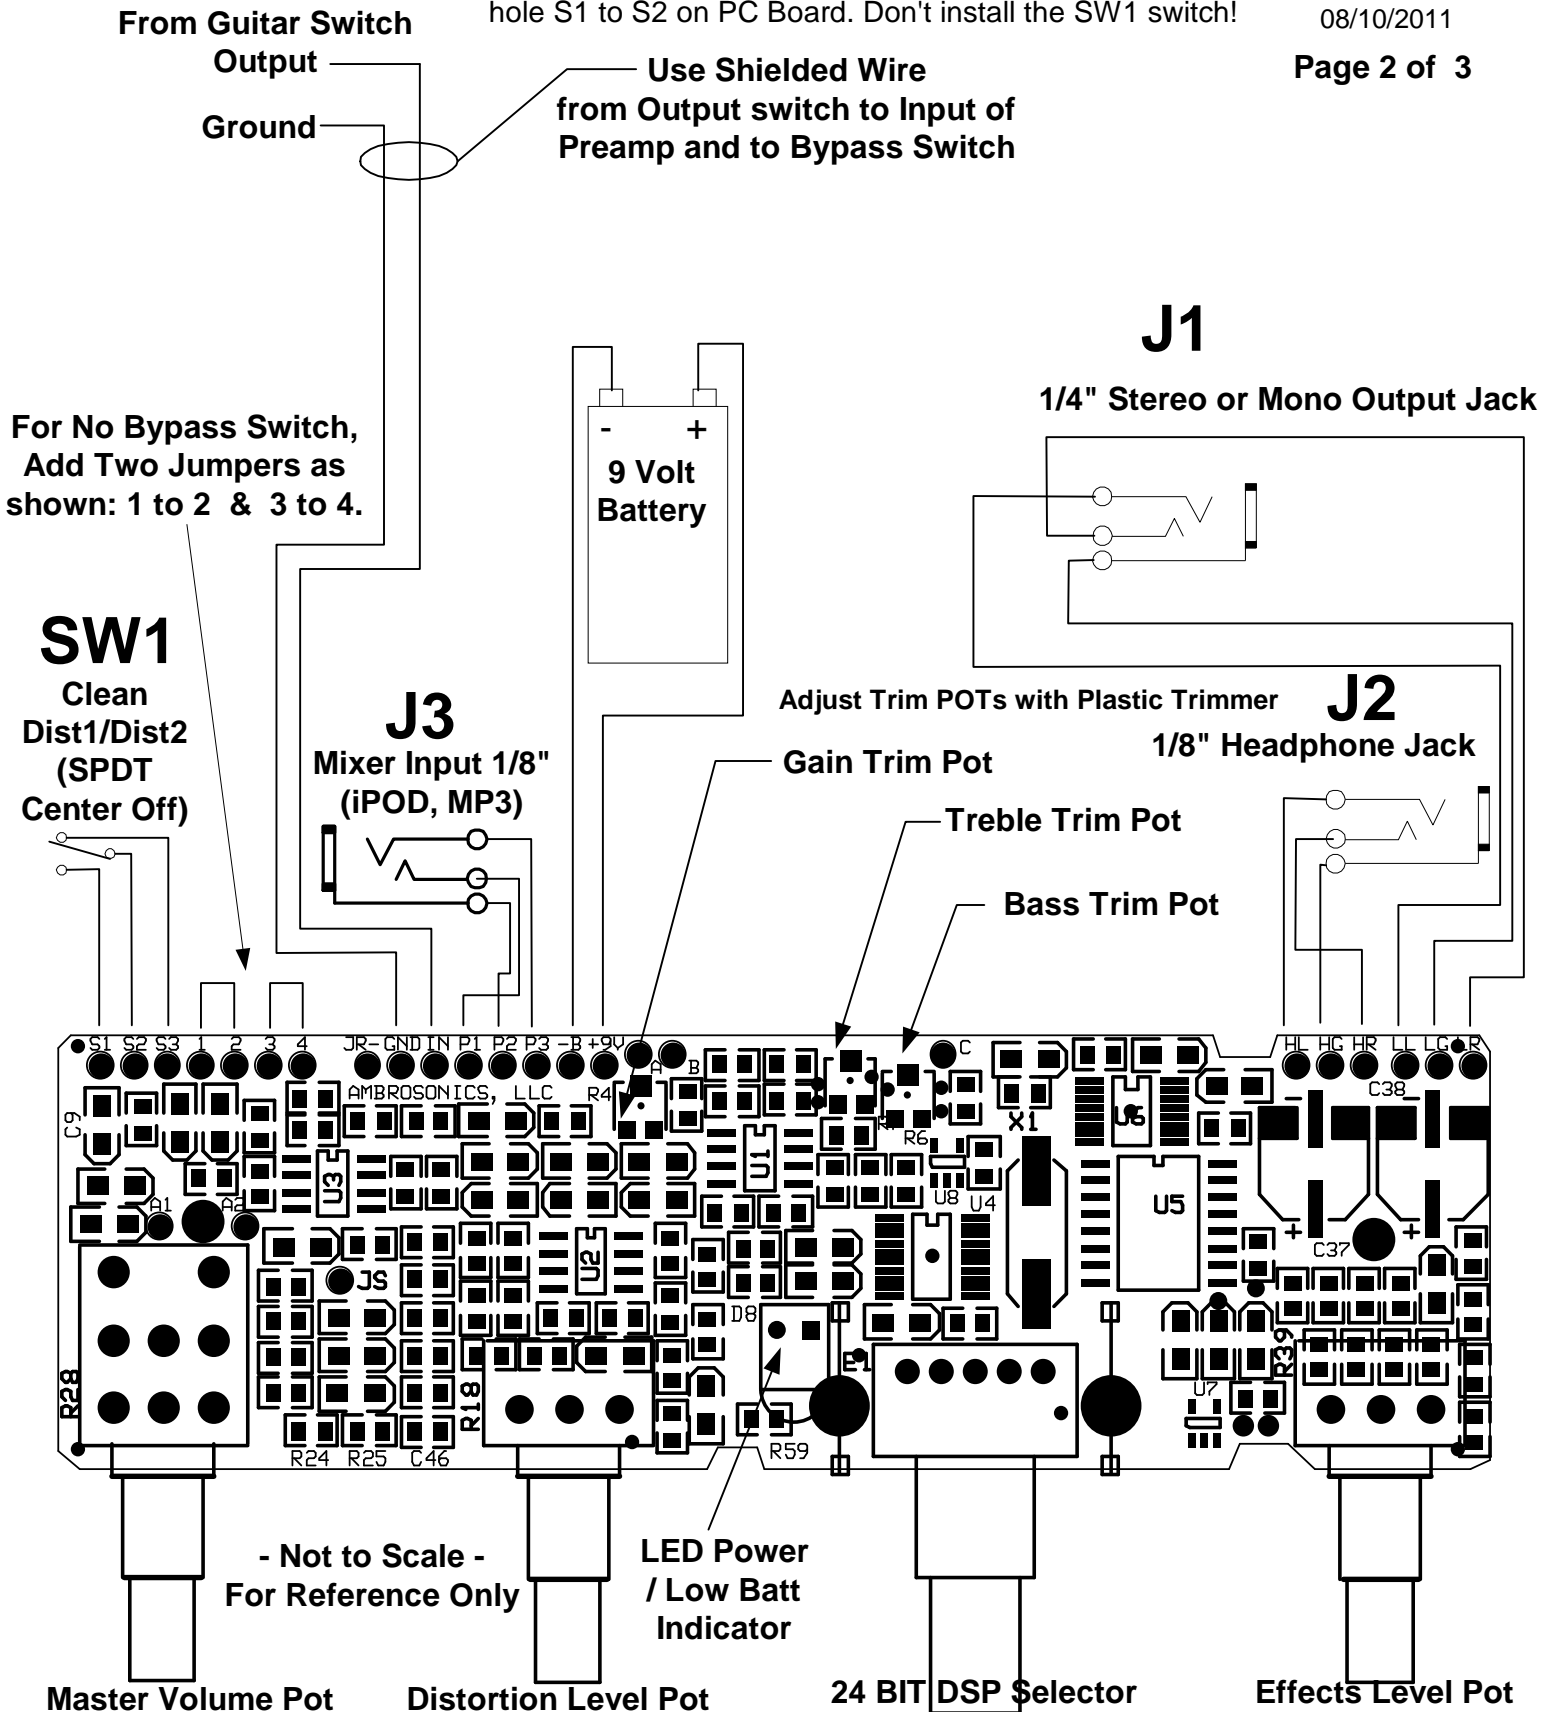 hole S1 to S2 on PC Board. Don't install the SW1 switch!
08/10/2011
Page 2 of 3
From Guitar Switch
Output
Ground
Use Shielded Wire
from Output switch to Input of
Preamp and to Bypass Switch
J1
1/4" Stereo or Mono Output Jack
For No Bypass Switch,
Add Two Jumpers as
shown: 1 to 2 & 3 to 4.
- +
9 Volt
Battery
SW1
Clean
Dist1/Dist2
(SPDT
Center Off)
J3
Mixer Input 1/8"
(iPOD, MP3)
Adjust Trim POTs with Plastic Trimmer
J2
1/8" Headphone Jack
Gain Trim Pot
Treble Trim Pot
Bass Trim Pot
S1 S2 S3 1 2 3 4 JR- GND IN P1 P2 P3 -B +9V A B C HL HG HR LL LG LR
AMBROSONICS, LLC
R4
C9
C38
X1
U6
R6
U1
U3
U8
U4
U5
A1
A2
U2
C37
+
+
JS
D8
E1
R39
R28
R18
U7
R24
R25
C46
R59
- Not to Scale -
For Reference Only
LED Power
/ Low Batt
Indicator
Master Volume Pot
Distortion Level Pot
24 BIT DSP Selector
Effects Level Pot